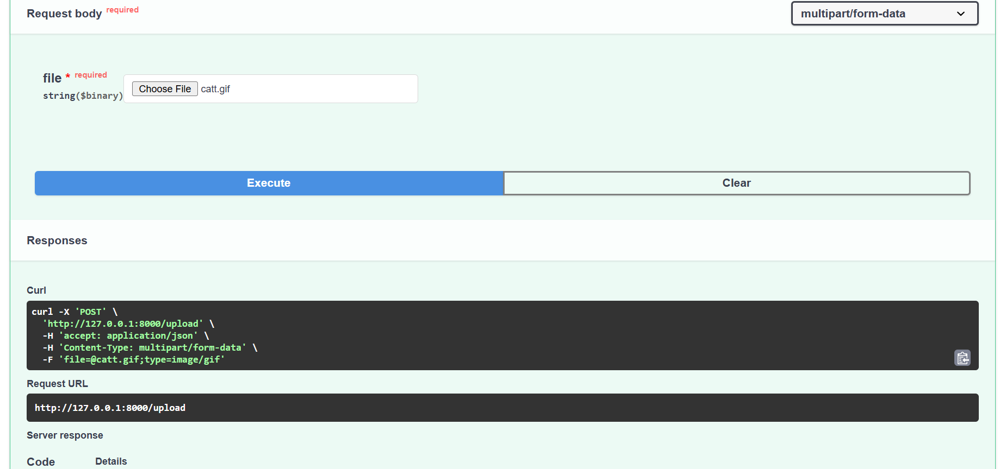 Request body required
multipart/form-data
file * required
string($binary)
Choose File catt.gif
Execute
Clear
Responses
Curl
curl -X 'POST' \
  'http://127.0.0.1:8000/upload' \
  -H 'accept: application/json' \
  -H 'Content-Type: multipart/form-data' \
  -F 'file=@catt.gif;type=image/gif'
Request URL
http://127.0.0.1:8000/upload
Server response
Code Details